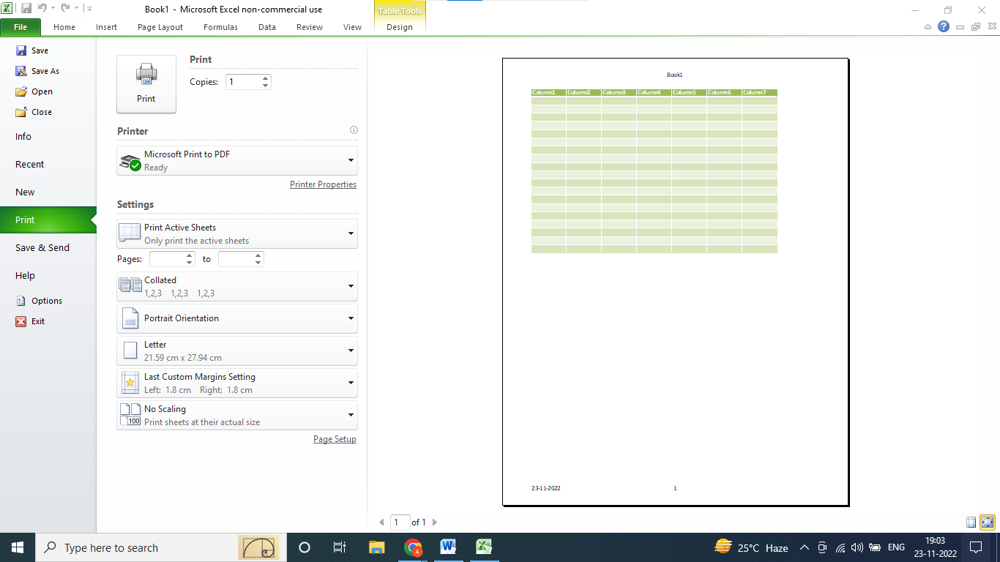 Book1 - Microsoft Excel non-commercial use
Table Tools
File Home Insert Page Layout Formulas Data Review View Design
Save
Save As
Open
Close
Info
Recent
New
Print
Save & Send
Help
Options
Exit
Print
Print
Copies: 1
Printer
Microsoft Print to PDF
Ready
Printer Properties
Settings
Print Active Sheets
Only print the active sheets
Pages: to
Collated
1,2,3 1,2,3 1,2,3
Portrait Orientation
Letter
21.59 cm x 27.94 cm
Last Custom Margins Setting
Left: 1.8 cm Right: 1.8 cm
No Scaling
100
Print sheets at their actual size
Page Setup
Book1
Column1 Column2 Column3 Column4 Column5 Column6 Column7
23-11-2022 1
1 of 1
Type here to search
A
W
25°C Haze
ENG
19:03
23-11-2022